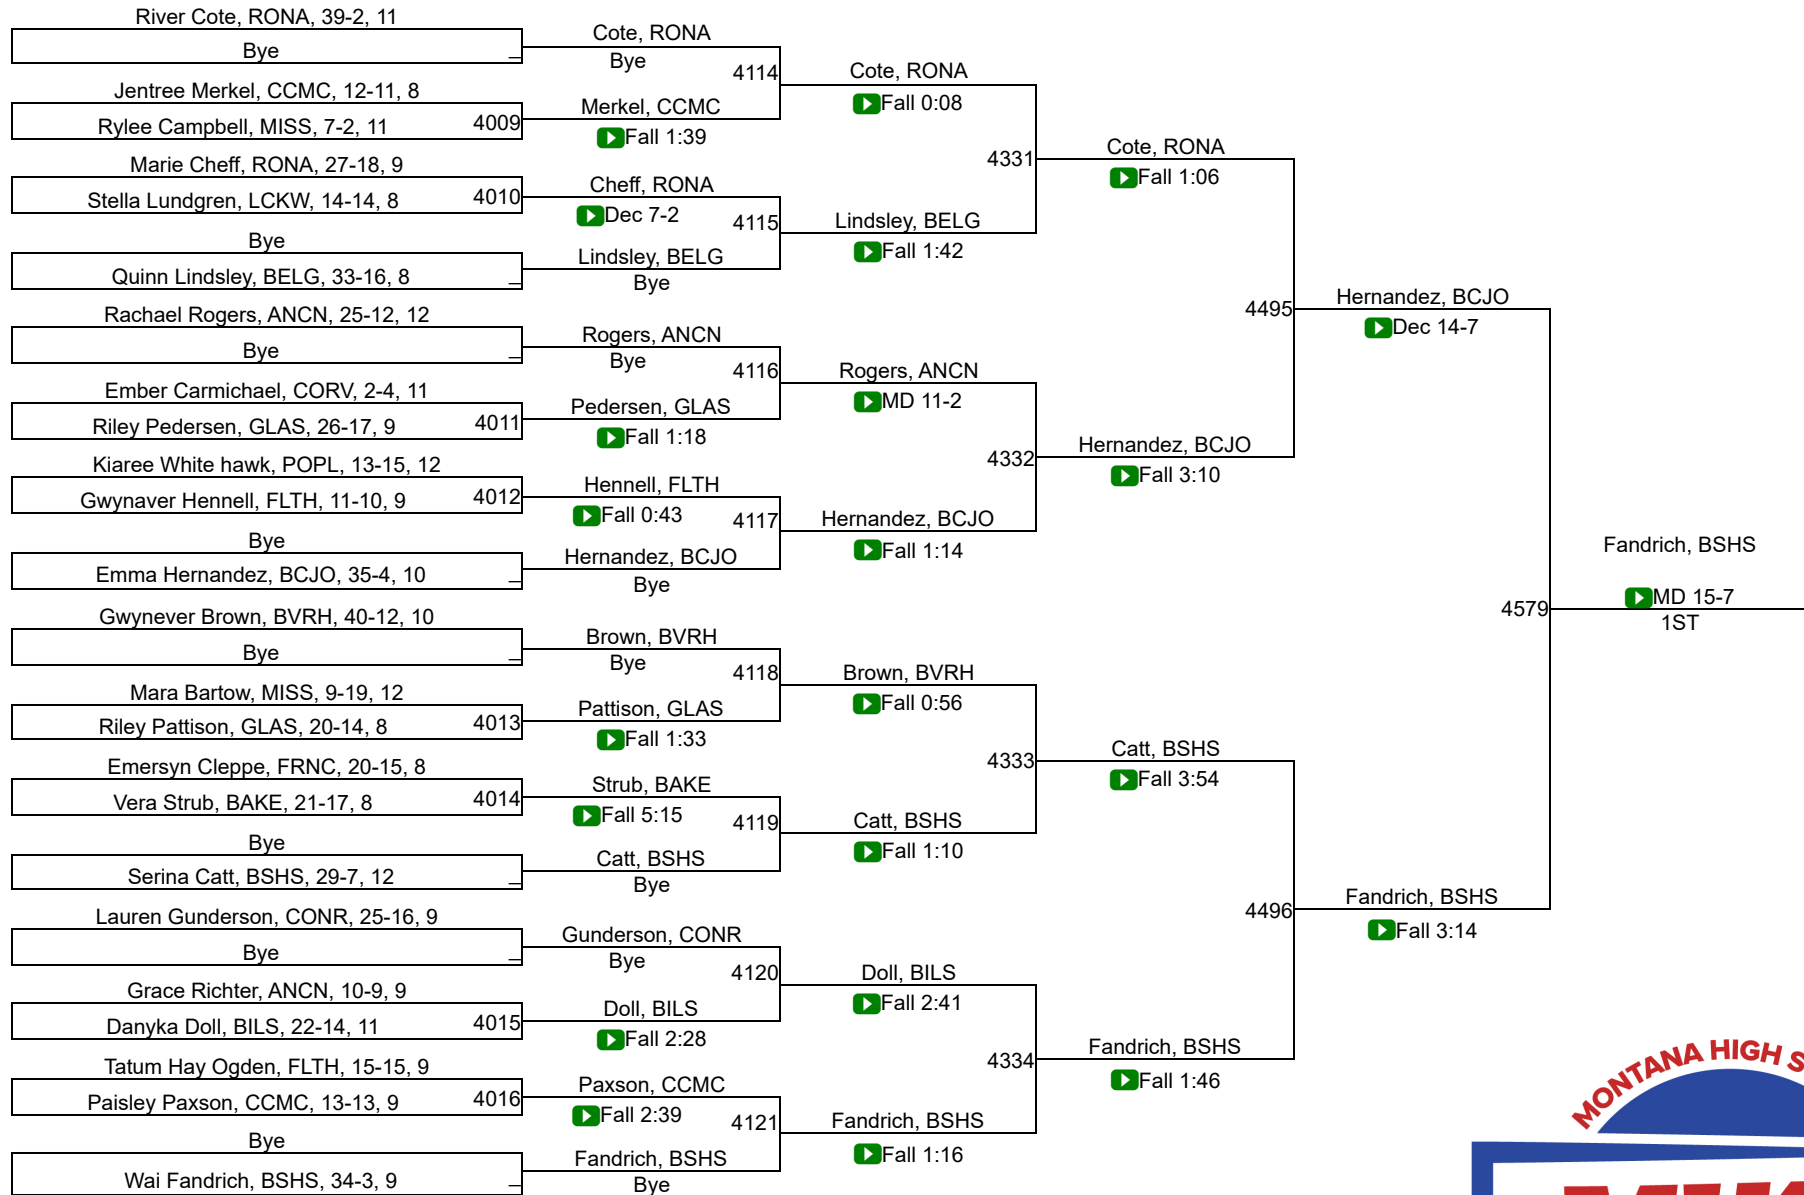 River Cote, RONA, 39-2, 11
Bye
Jentree Merkel, CCMC, 12-11, 8
Rylee Campbell, MISS, 7-2, 11
4009
Marie Cheff, RONA, 27-18, 9
Stella Lundgren, LCKW, 14-14, 8
4010
Bye
Quinn Lindsley, BELG, 33-16, 8
Rachael Rogers, ANCN, 25-12, 12
Bye
Ember Carmichael, CORV, 2-4, 11
Riley Pedersen, GLAS, 26-17, 9
4011
Kiaree White hawk, POPL, 13-15, 12
Gwynaver Hennell, FLTH, 11-10, 9
4012
Bye
Emma Hernandez, BCJO, 35-4, 10
Gwynever Brown, BVRH, 40-12, 10
Bye
Mara Bartow, MISS, 9-19, 12
Riley Pattison, GLAS, 20-14, 8
4013
Emersyn Cleppe, FRNC, 20-15, 8
Vera Strub, BAKE, 21-17, 8
4014
Bye
Serina Catt, BSHS, 29-7, 12
Lauren Gunderson, CONR, 25-16, 9
Bye
Grace Richter, ANCN, 10-9, 9
Danyka Doll, BILS, 22-14, 11
4015
Tatum Hay Ogden, FLTH, 15-15, 9
Paisley Paxson, CCMC, 13-13, 9
4016
Bye
Wai Fandrich, BSHS, 34-3, 9
Cote, RONA
Bye
4114
Merkel, CCMC
Fall 1:39
Cheff, RONA
Dec 7-2
4115
Lindsley, BELG
Bye
Rogers, ANCN
Bye
4116
Pedersen, GLAS
Fall 1:18
Hennell, FLTH
Fall 0:43
4117
Hernandez, BCJO
Bye
Brown, BVRH
Bye
4118
Pattison, GLAS
Fall 1:33
Strub, BAKE
Fall 5:15
4119
Catt, BSHS
Bye
Gunderson, CONR
Bye
4120
Doll, BILS
Fall 2:28
Paxson, CCMC
Fall 2:39
4121
Fandrich, BSHS
Bye
Cote, RONA
Fall 0:08
4331
Lindsley, BELG
Fall 1:42
Rogers, ANCN
MD 11-2
4332
Hernandez, BCJO
Fall 1:14
Brown, BVRH
Fall 0:56
4333
Catt, BSHS
Fall 1:10
Doll, BILS
Fall 2:41
4334
Fandrich, BSHS
Fall 1:16
Cote, RONA
Fall 1:06
4495
Hernandez, BCJO
Fall 3:10
Catt, BSHS
Fall 3:54
4496
Fandrich, BSHS
Fall 1:46
Hernandez, BCJO
Dec 14-7
4579
Fandrich, BSHS
Fall 3:14
Fandrich, BSHS
MD 15-7
1ST
MONTANA HIGH S